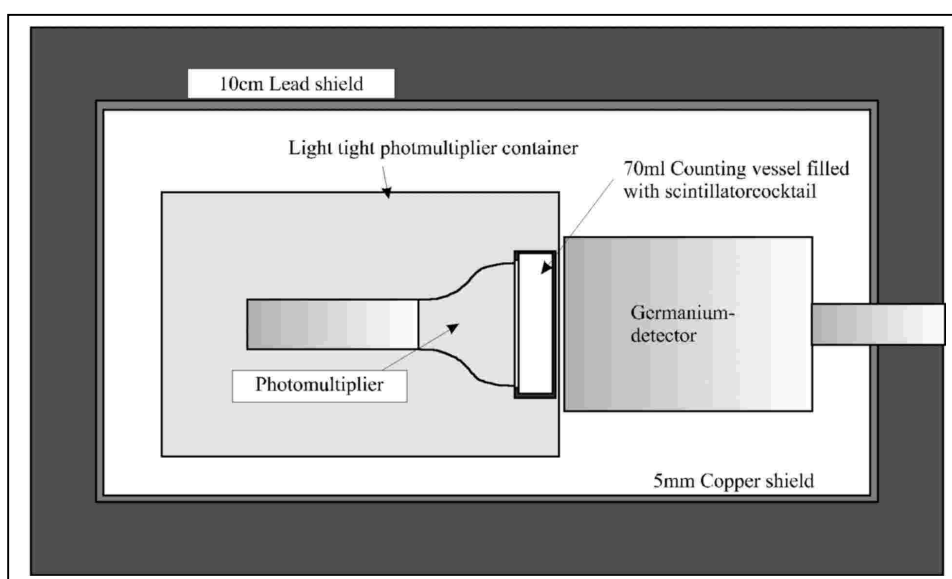 10cm Lead shield
Light tight photmultiplier container
70ml Counting vessel filled
with scintillatorcocktail
Germanium-
detector
Photomultiplier
5mm Copper shield